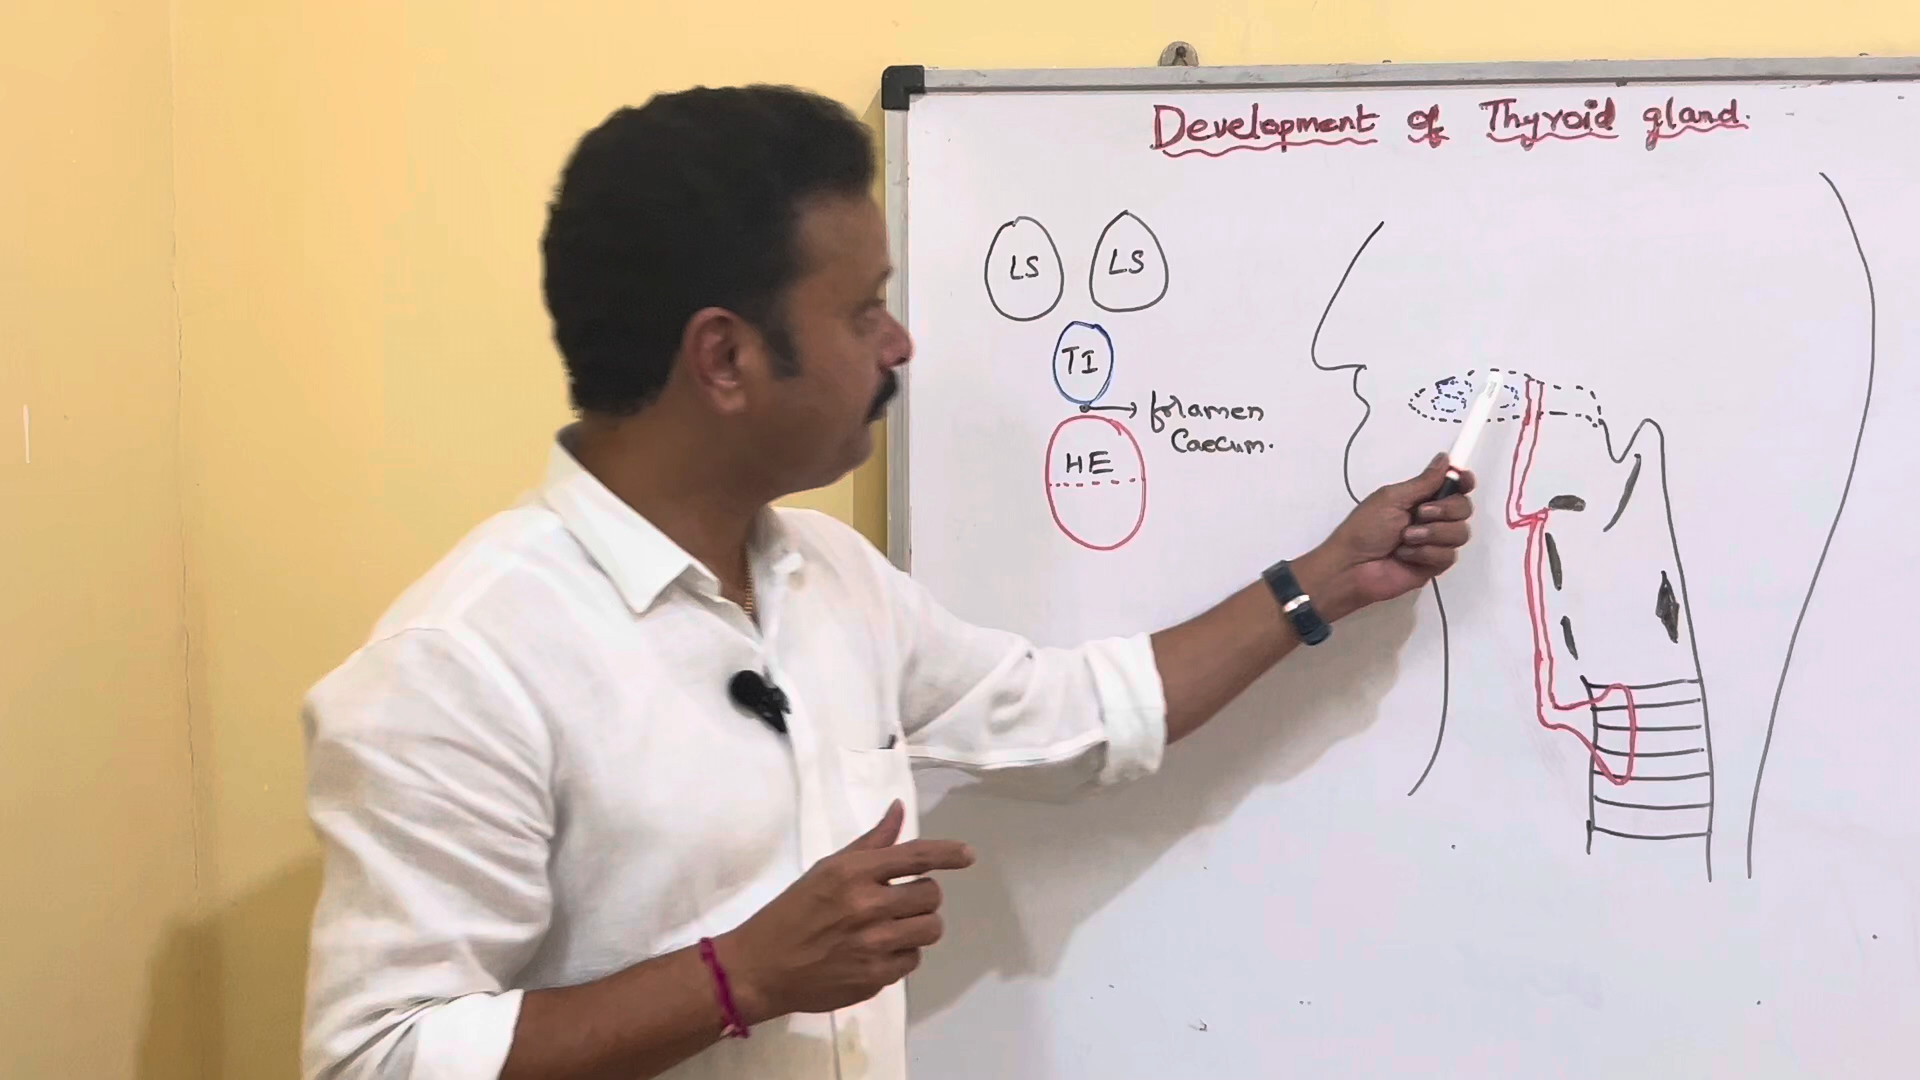 Development of Thyroid gland.
LS LS
TI
foramen
Caecum.
HE